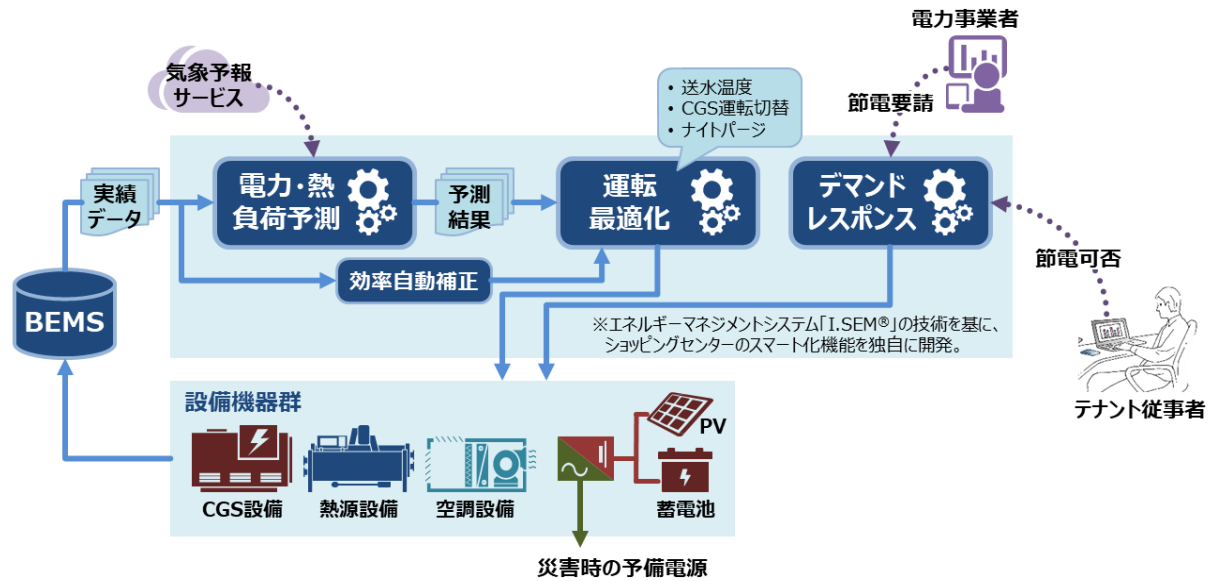 電力事業者
気象予報
サービス
・送水温度
・CGS運転切替
・ナイトパージ
節電要請
実績
データ
電力・熱
負荷予測
予測
結果
運転
最適化
デマンド
レスポンス
節電可否
効率自動補正
BEMS
※エネルギーマネジメントシステム「I.SEM®」の技術を基に、
ショッピングセンターのスマート化機能を独自に開発。
テナント従事者
設備機器群
PV
CGS設備
熱源設備
空調設備
蓄電池
災害時の予備電源